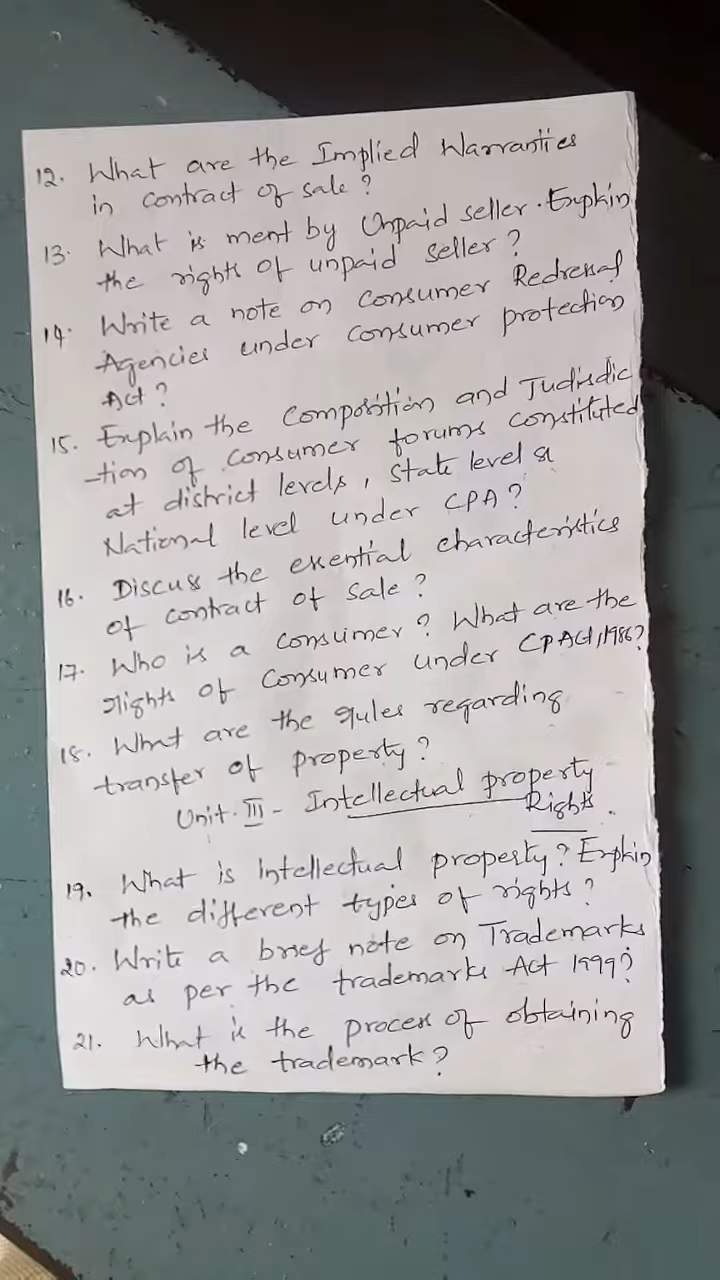 12. What are the Implied Warranties
in contract of sale?
13. What is ment by Unpaid seller. Explain
the rights of unpaid seller?
14. Write a note on Consumer Redressal
Agencies under Consumer protection
Act?
15. Explain the Composition and Judisdic
-tion of consumer forums constituted
at district levels, State level &
National level under CPA?
16. Discuss the essential characteristics
of contract of sale?
17. Who is a consumer? What are the
rights of Consumer under CPAct, 1986?
18. What are the rules regarding
transfer of property?
Unit. III - Intellectual property
Rights.
19. What is intellectual property? Explain
the different types of rights?
20. Write a brief note on Trademarks
as per the trademarks Act 1999?
21. What is the process of obtaining
the trademark?